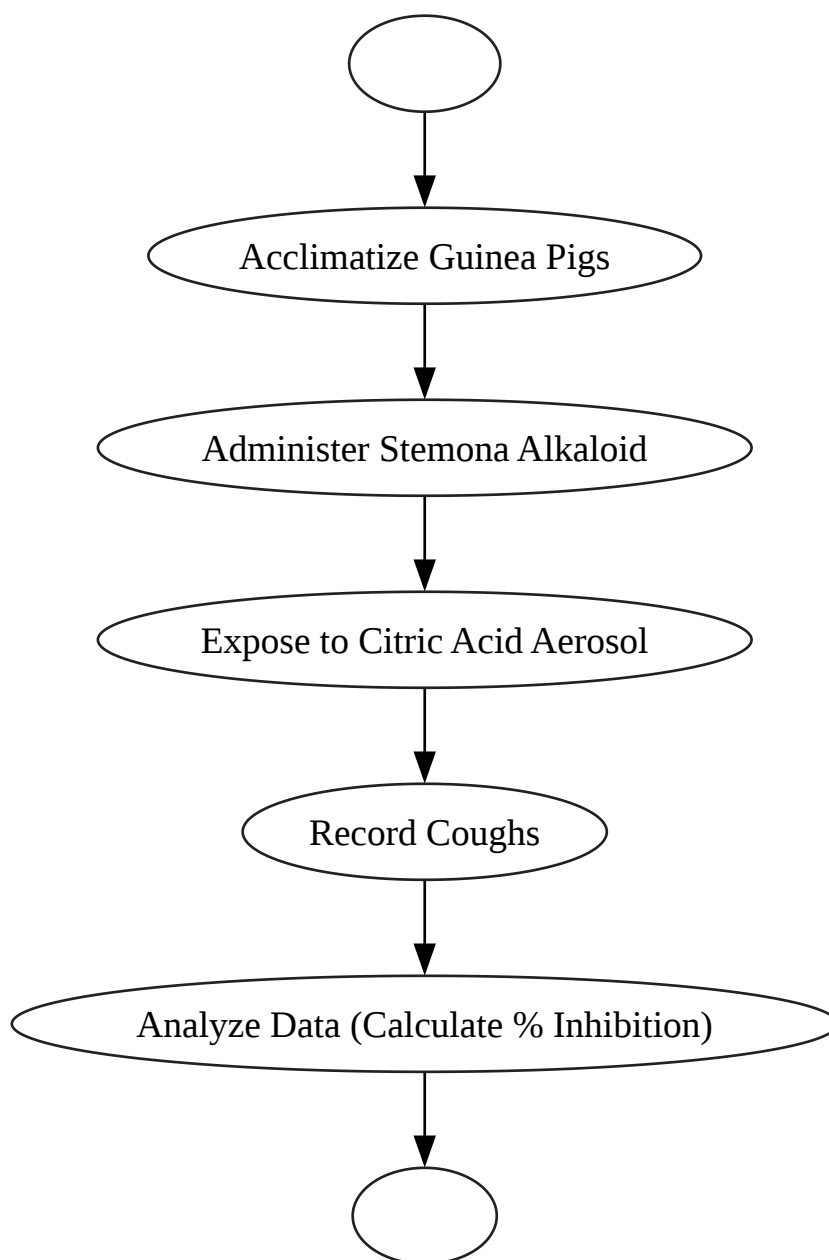 Acclimatize Guinea Pigs
Administer Stemona Alkaloid
Expose to Citric Acid Aerosol
Record Coughs
Analyze Data (Calculate % Inhibition)